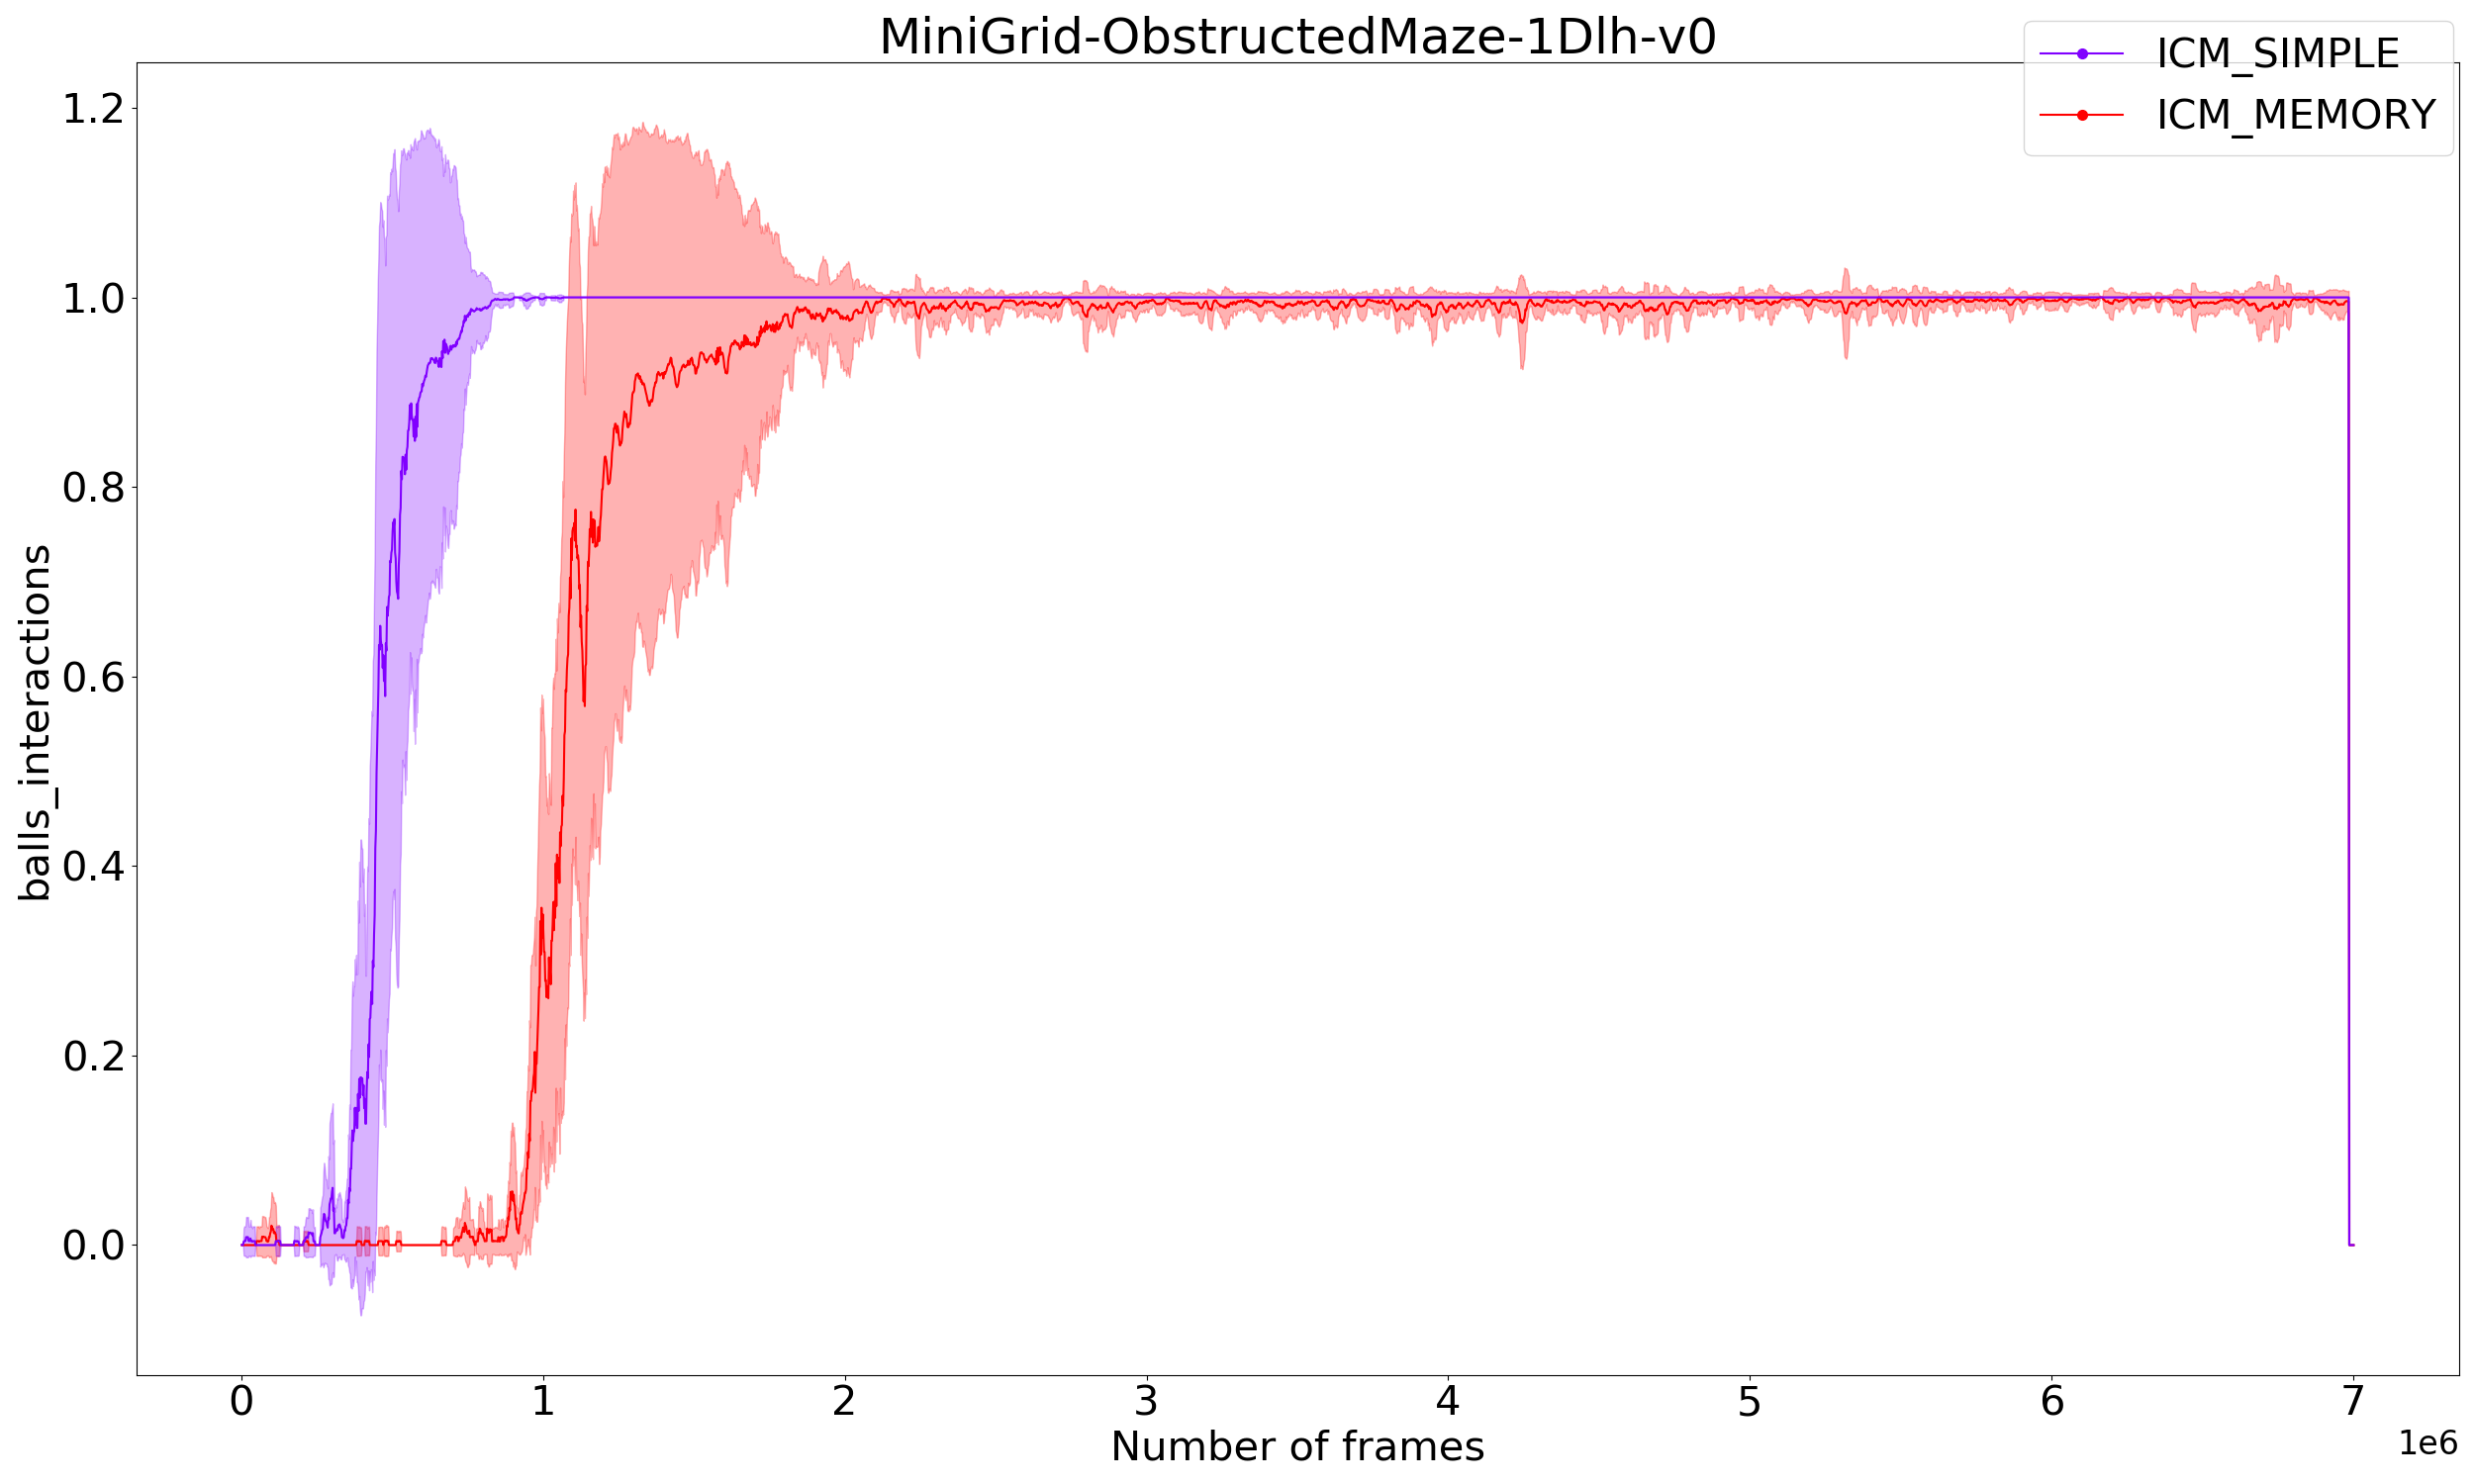 MiniGrid-ObstructedMaze-1Dlh-v0
ICM_SIMPLE
ICM_MEMORY
balls_interactions
1.2
1.0
0.8
0.6
0.4
0.2
0.0
0 1 2 3 4 5 6 7
Number of frames
1e6